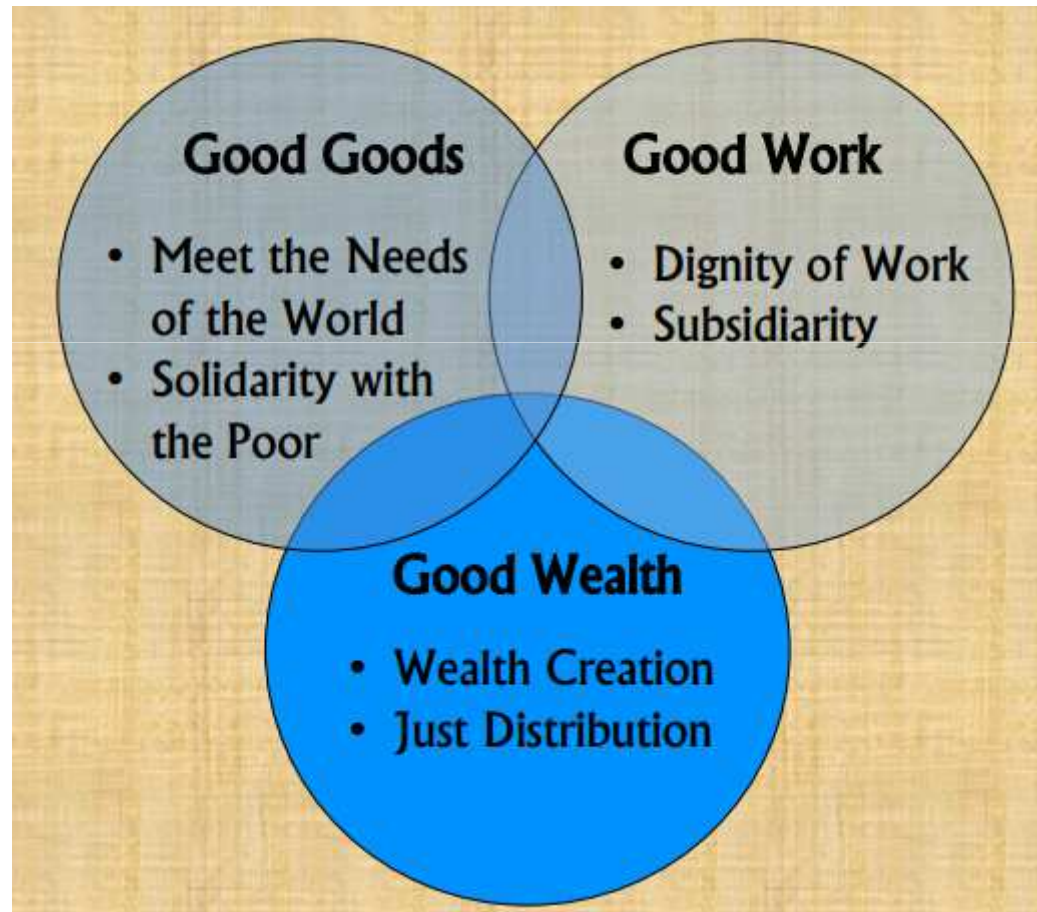 Good Goods
• Meet the Needs
of the World
• Solidarity with
the Poor
Good Work
• Dignity of Work
• Subsidiarity
Good Wealth
• Wealth Creation
• Just Distribution